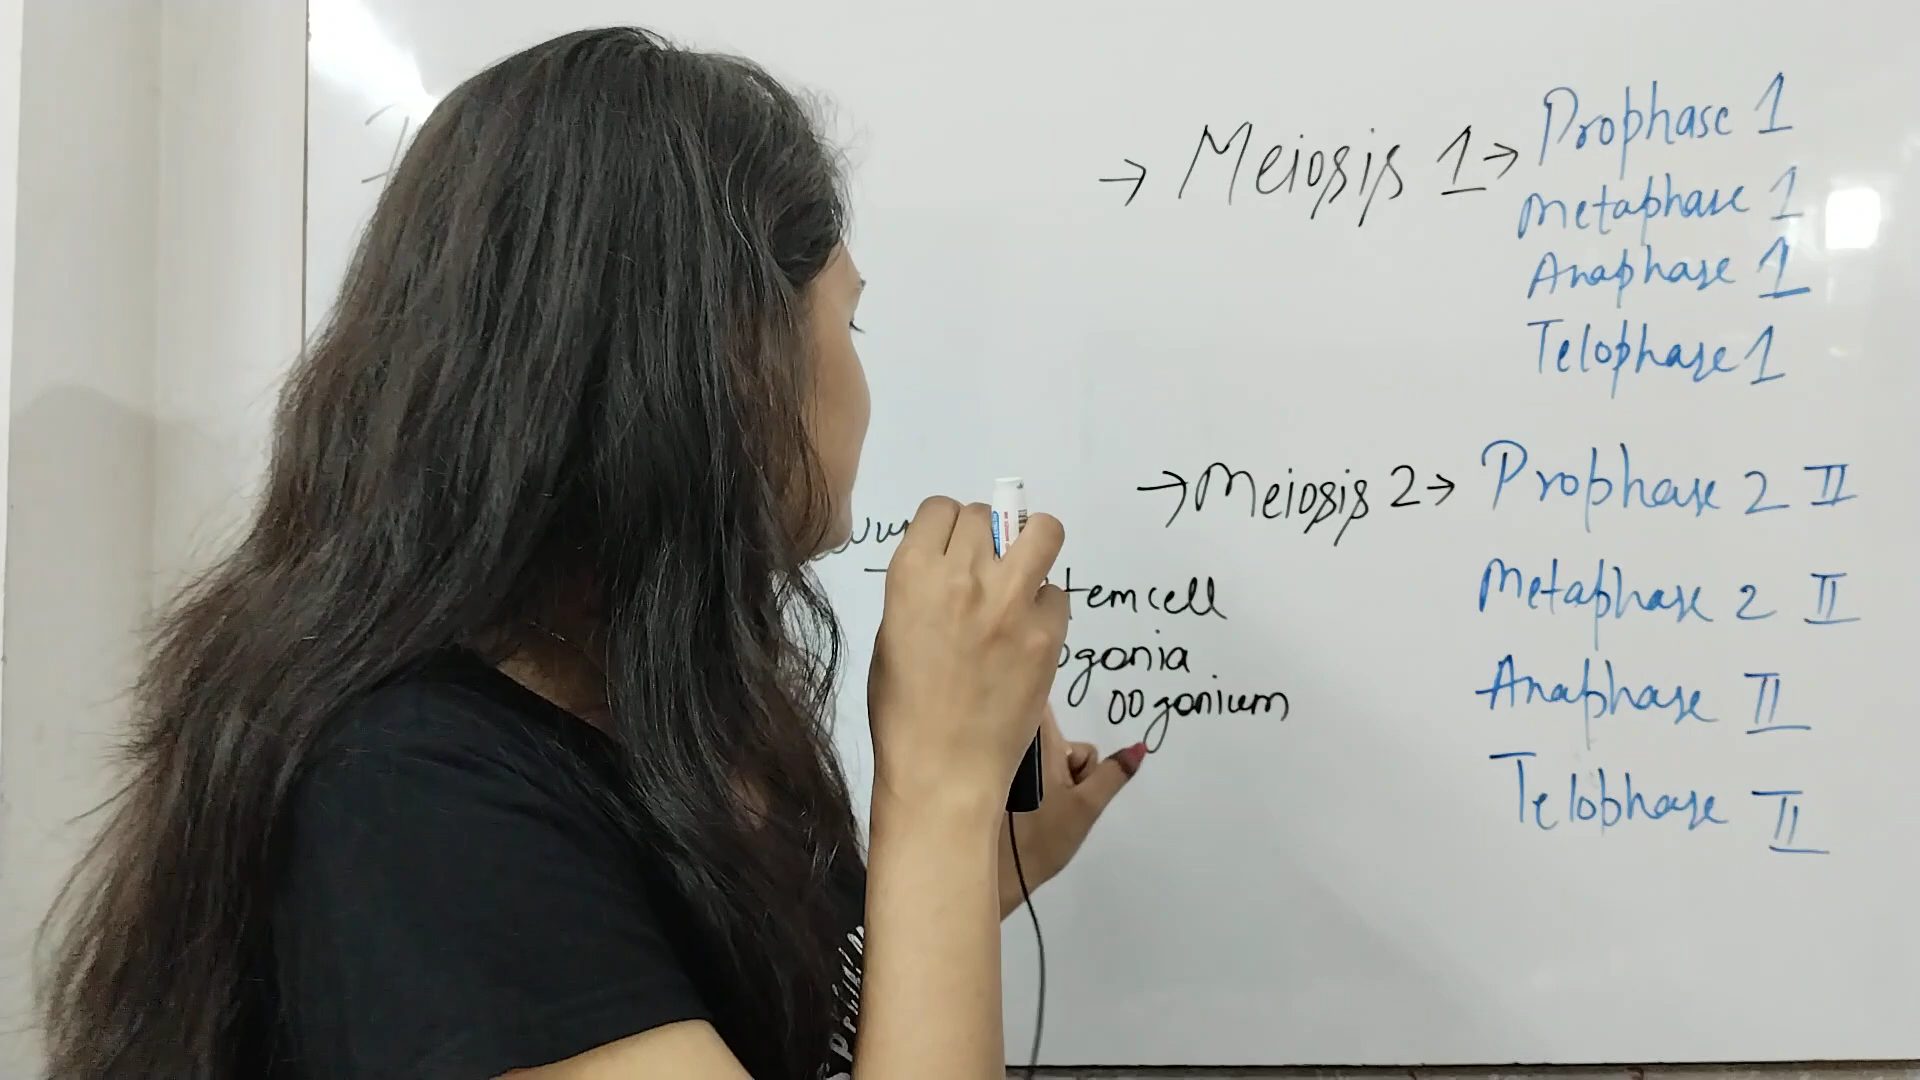 → Meiosis 1 → Prophase 1
Metaphase 1
Anaphase 1
Telophase 1
→ Meiosis 2 → Prophase 2 II
Metaphase 2 II
Anaphase II
Telophase II
temcell
ogonia
oogonium